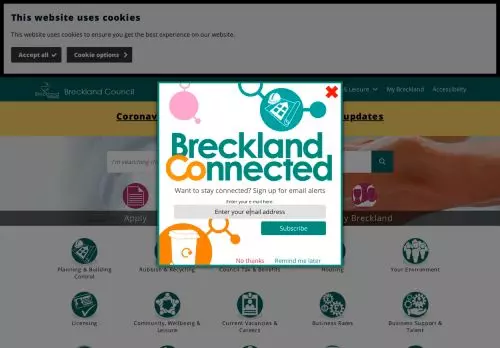 This website uses cookies
This website uses cookies to ensure you get the best experience on our website.
Accept all
Cookie options
Breckland Council
& Leisure
My Breckland
Accessibility
Coronav
updates
I'm searching
Breckland
Connected
Want to stay connected? Sign up for email alerts
Enter your e-mail here:
Enter your email address
Subscribe
No thanks
Remind me later
Apply
y Breckland
Planning & Building
Control
Rubbish & Recycling
Council Tax & Benefits
Housing
Your Environment
Licensing
Community, Wellbeing &
Leisure
Current Vacancies &
Careers
Business Rates
Business Support &
Talent